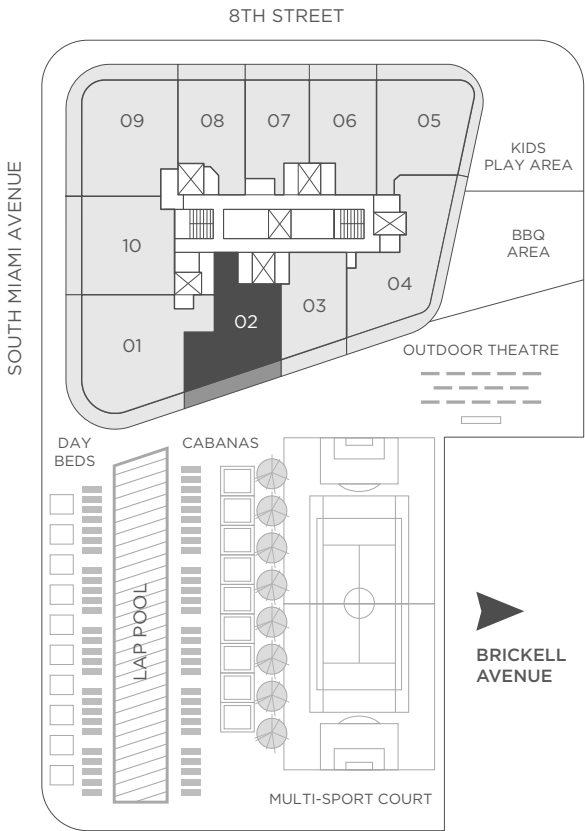 8TH STREET
SOUTH MIAMI AVENUE
09
08
07
06
05
KIDS
PLAY AREA
10
BBQ
AREA
04
03
02
01
OUTDOOR THEATRE
DAY
BEDS
CABANAS
LAP POOL
BRICKELL
AVENUE
MULTI-SPORT COURT